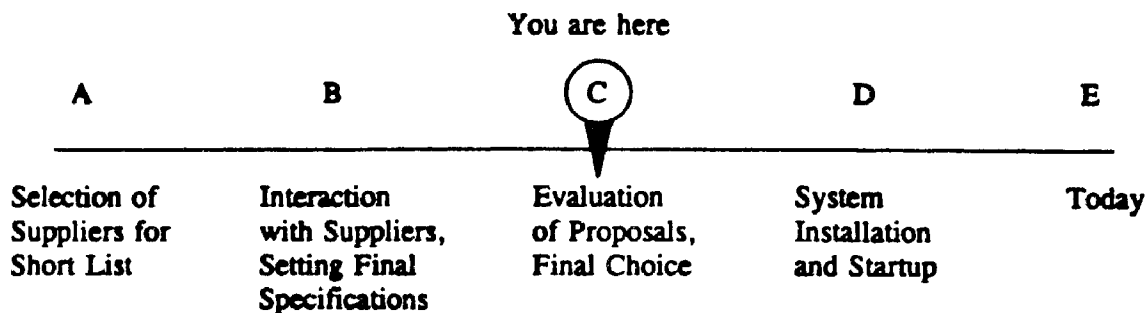 You are here
A B C D E
Selection of Interaction Evaluation System Today
Suppliers for with Suppliers, of Proposals, Installation
Short List Setting Final Final Choice and Startup
Specifications